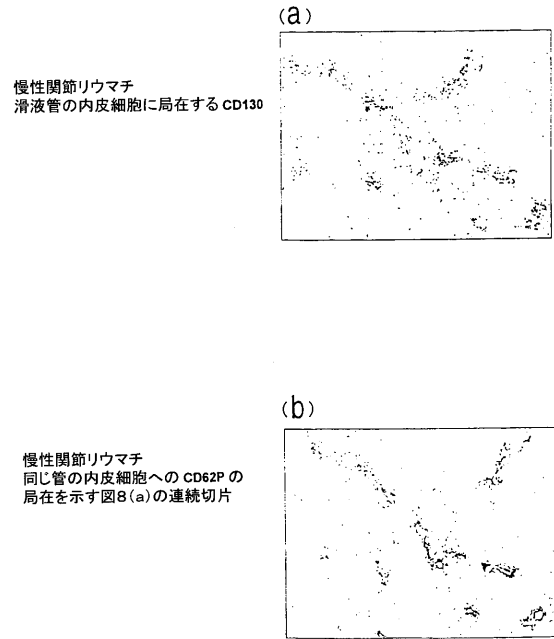 (a)
慢性関節リウマチ
滑液管の内皮細胞に局在するCD130
(b)
慢性関節リウマチ
同じ管の内皮細胞へのCD62Pの
局在を示す図8(a)の連続切片